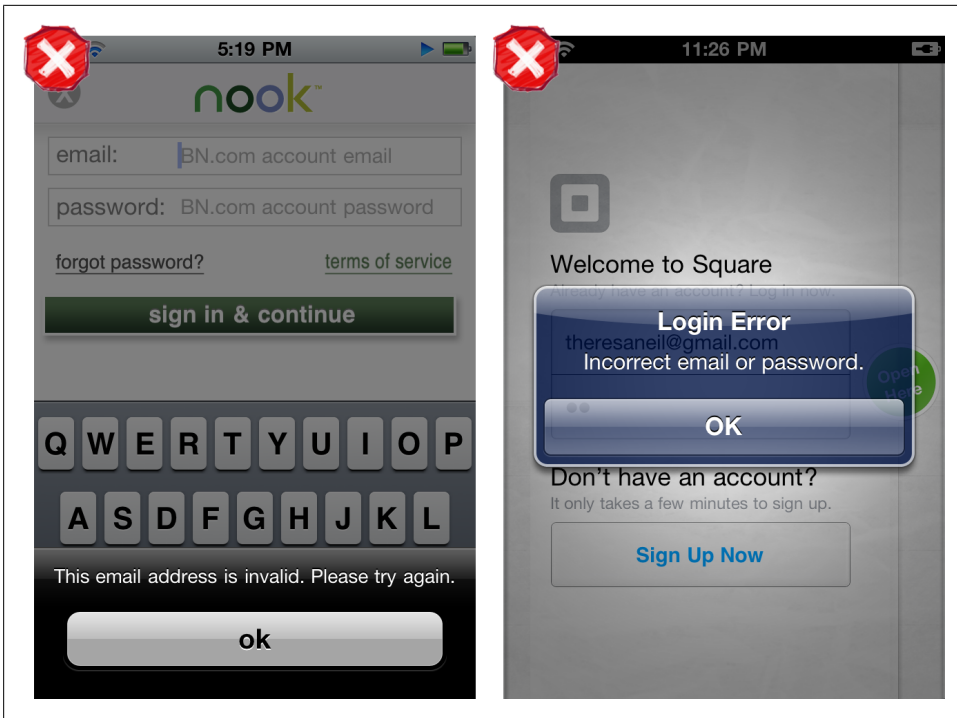 5:19 PM
nook™
email: BN.com account email
password: BN.com account password
forgot password? terms of service
sign in & continue
Q W E R T Y U I O P
A S D F G H J K L
This email address is invalid. Please try again.
ok
11:26 PM
Welcome to Square
Already have an account? Log in now.
Login Error
theresaneil@gmail.com
Incorrect email or password.
Open
Here
OK
Don't have an account?
It only takes a few minutes to sign up.
Sign Up Now